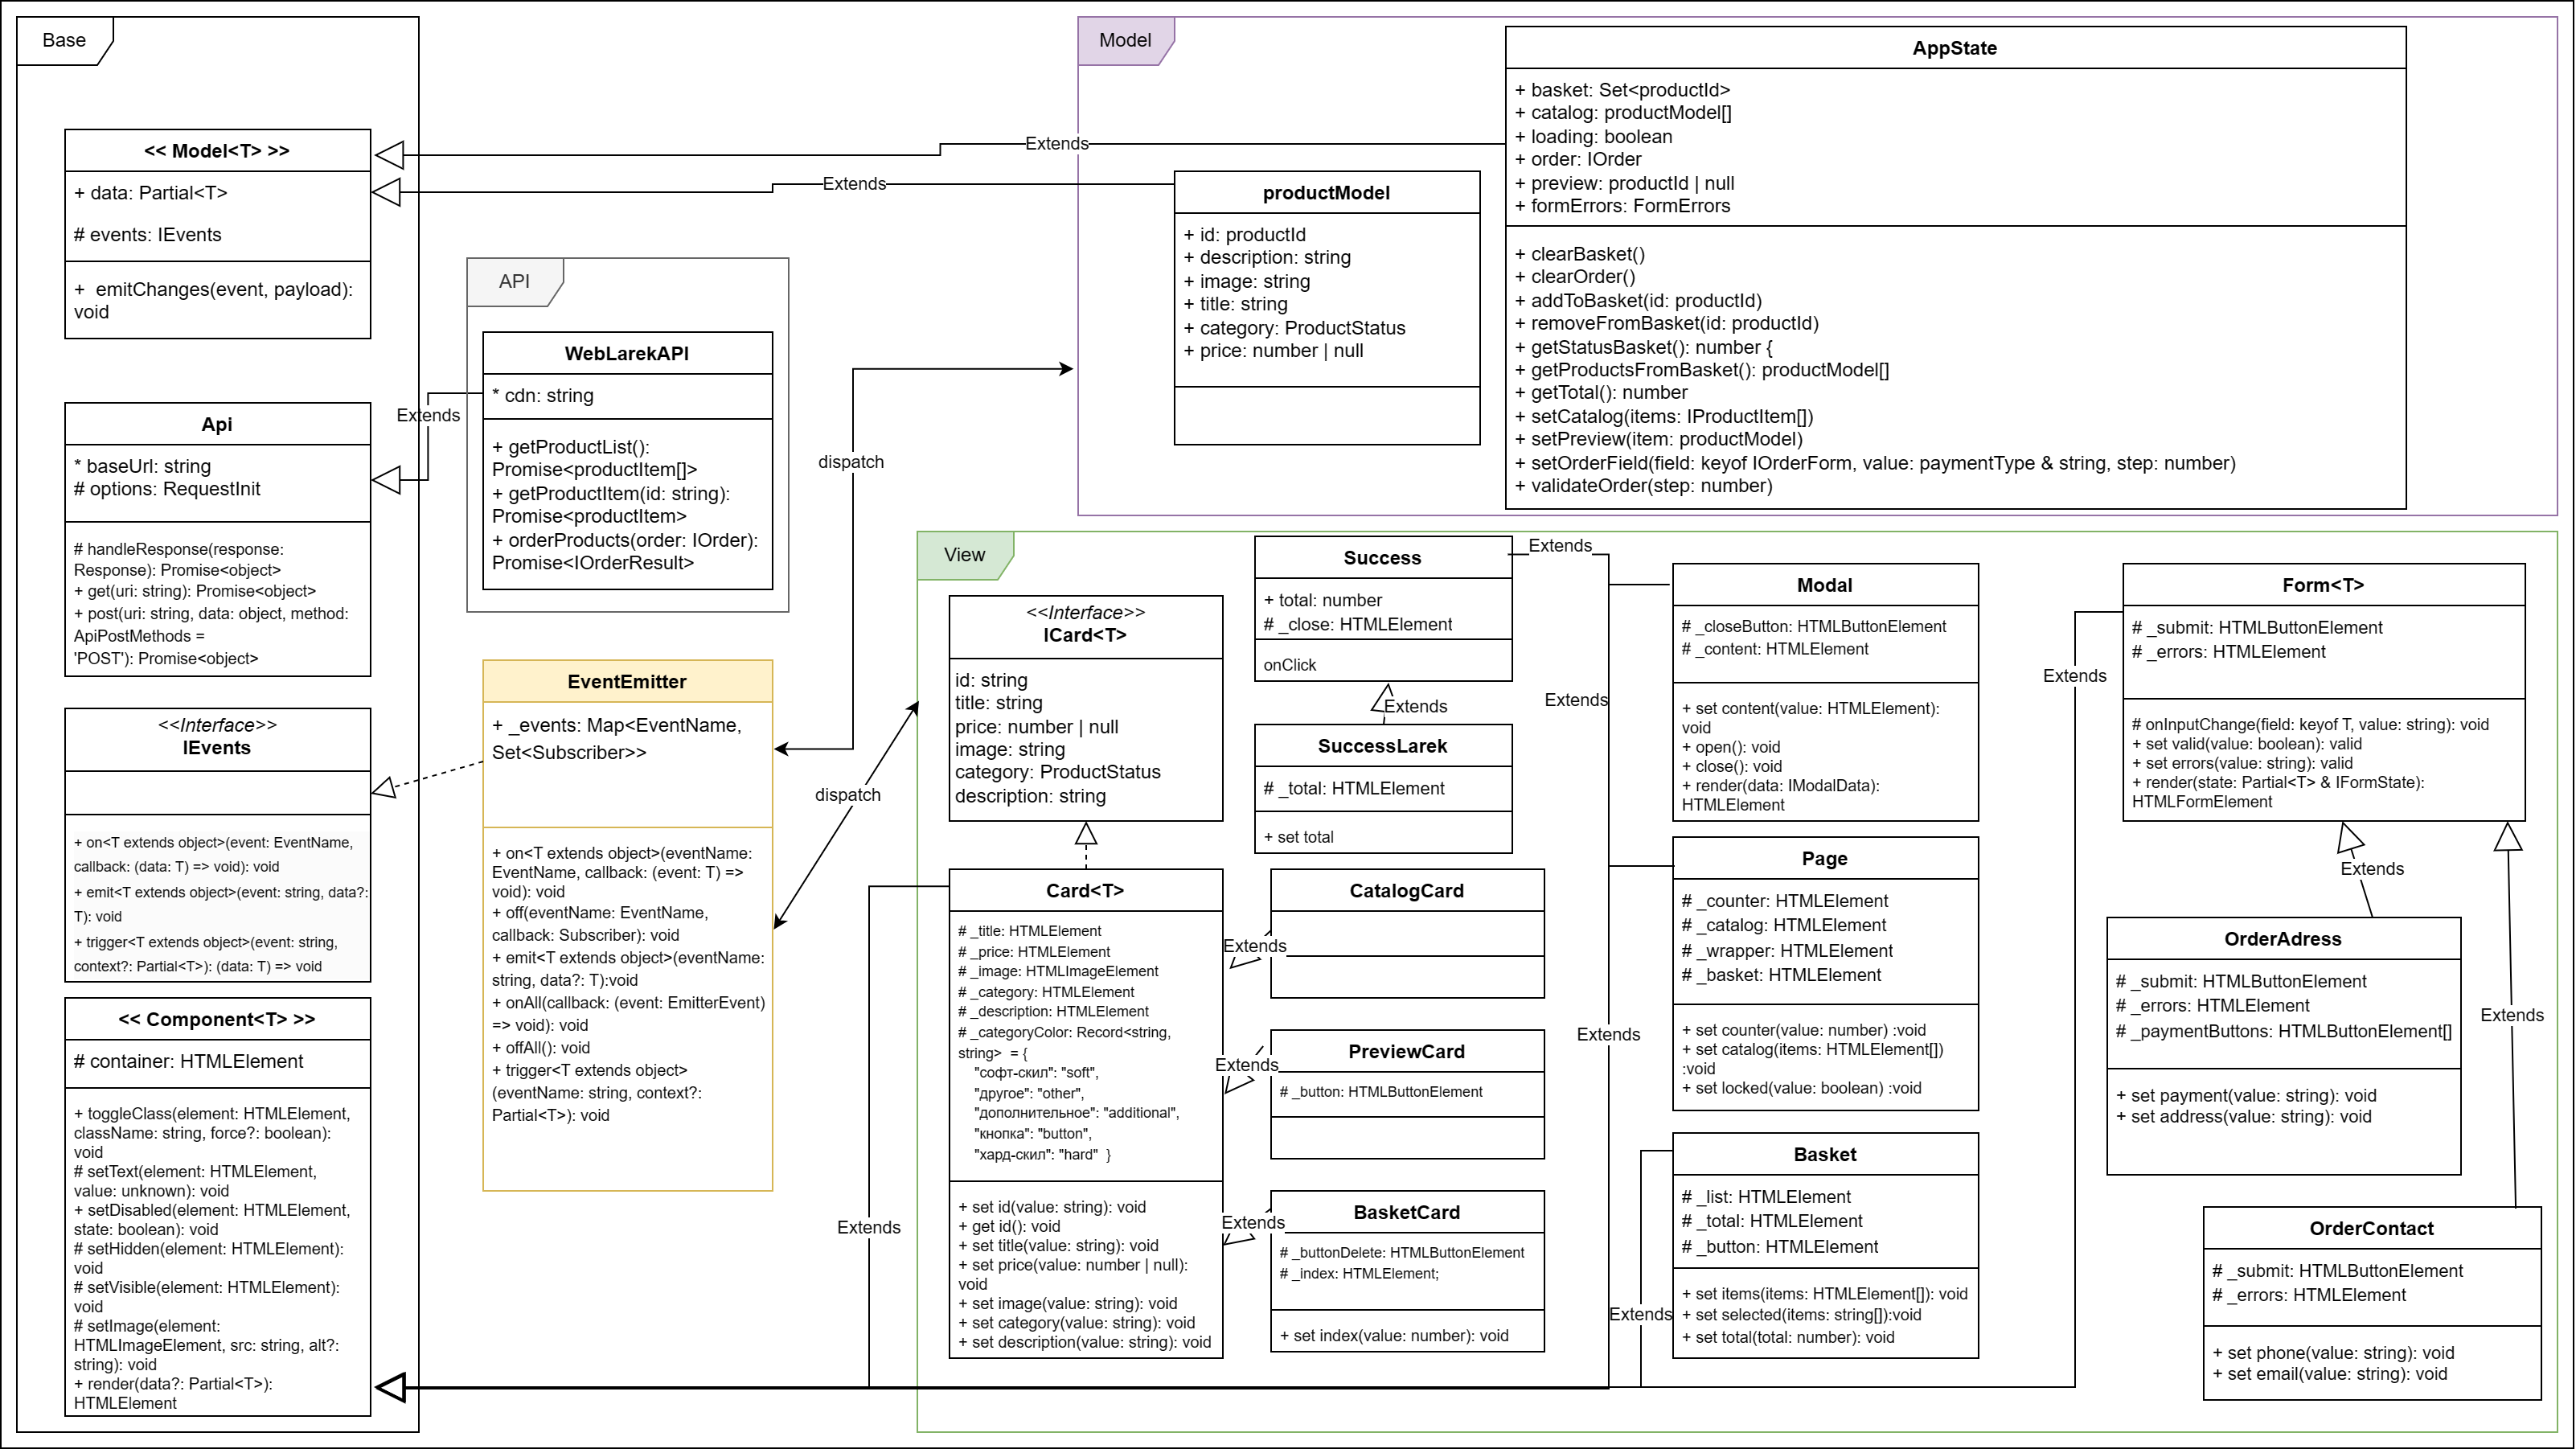 Base
<< Model<T> >>
+ data: Partial<T>
# events: IEvents
+  emitChanges(event, payload):
void
Api
* baseUrl: string
# options: RequestInit
# handleResponse(response:
Response): Promise<object>
+ get(uri: string): Promise<object>
+ post(uri: string, data: object, method:
ApiPostMethods =
'POST'): Promise<object>
<<Interface>>
IEvents
+ on<T extends object>(event: EventName,
callback: (data: T) => void): void
+ emit<T extends object>(event: string, data?:
T): void
+ trigger<T extends object>(event: string,
context?: Partial<T>): (data: T) => void
<< Component<T> >>
# container: HTMLElement
+ toggleClass(element: HTMLElement,
className: string, force?: boolean):
void
# setText(element: HTMLElement,
value: unknown): void
+ setDisabled(element: HTMLElement,
state: boolean): void
# setHidden(element: HTMLElement):
void
# setVisible(element: HTMLElement):
void
# setImage(element:
HTMLImageElement, src: string, alt?:
string): void
+ render(data?: Partial<T>):
HTMLElement
API
WebLarekAPI
* cdn: string
+ getProductList():
Promise<productItem[]>
+ getProductItem(id: string):
Promise<productItem>
+ orderProducts(order: IOrder):
Promise<IOrderResult>
Extends
EventEmitter
+ _events: Map<EventName,
Set<Subscriber>>
+ on<T extends object>(eventName:
EventName, callback: (event: T) =>
void): void
+ off(eventName: EventName,
callback: Subscriber): void
+ emit<T extends object>(eventName:
string, data?: T):void
+ onAll(callback: (event: EmitterEvent)
=> void): void
+ offAll(): void
+ trigger<T extends object>
(eventName: string, context?:
Partial<T>): void
dispatch
dispatch
Extends
Extends
Model
productModel
+ id: productId
+ description: string
+ image: string
+ title: string
+ category: ProductStatus
+ price: number | null
AppState
+ basket: Set<productId>
+ catalog: productModel[]
+ loading: boolean
+ order: IOrder
+ preview: productId | null
+ formErrors: FormErrors
+ clearBasket()
+ clearOrder()
+ addToBasket(id: productId)
+ removeFromBasket(id: productId)
+ getStatusBasket(): number {
+ getProductsFromBasket(): productModel[]
+ getTotal(): number
+ setCatalog(items: IProductItem[])
+ setPreview(item: productModel)
+ setOrderField(field: keyof IOrderForm, value: paymentType & string, step: number)
+ validateOrder(step: number)
View
<<Interface>>
ICard<T>
id: string
title: string
price: number | null
image: string
category: ProductStatus
description: string
Card<T>
# _title: HTMLElement
# _price: HTMLElement
# _image: HTMLImageElement
# _category: HTMLElement
# _description: HTMLElement
# _categoryColor: Record<string,
string>  = {
"софт-скил": "soft",
"другое": "other",
"дополнительное": "additional",
"кнопка": "button",
"хард-скил": "hard"  }
+ set id(value: string): void
+ get id(): void
+ set title(value: string): void
+ set price(value: number | null):
void
+ set image(value: string): void
+ set category(value: string): void
+ set description(value: string): void
Extends
Success
+ total: number
# _close: HTMLElement
onClick
Extends
SuccessLarek
# _total: HTMLElement
+ set total
Extends
CatalogCard
Extends
PreviewCard
# _button: HTMLButtonElement
Extends
BasketCard
# _buttonDelete: HTMLButtonElement
# _index: HTMLElement;
+ set index(value: number): void
Extends
Extends
Modal
# _closeButton: HTMLButtonElement
# _content: HTMLElement
+ set content(value: HTMLElement):
void
+ open(): void
+ close(): void
+ render(data: IModalData):
HTMLElement
Extends
Page
# _counter: HTMLElement
# _catalog: HTMLElement
# _wrapper: HTMLElement
# _basket: HTMLElement
+ set counter(value: number) :void
+ set catalog(items: HTMLElement[])
:void
+ set locked(value: boolean) :void
Extends
Basket
# _list: HTMLElement
# _total: HTMLElement
# _button: HTMLElement
+ set items(items: HTMLElement[]): void
+ set selected(items: string[]):void
+ set total(total: number): void
Extends
Form<T>
# _submit: HTMLButtonElement
# _errors: HTMLElement
# onInputChange(field: keyof T, value: string): void
+ set valid(value: boolean): valid
+ set errors(value: string): valid
+ render(state: Partial<T> & IFormState):
HTMLFormElement
Extends
Extends
OrderAdress
# _submit: HTMLButtonElement
# _errors: HTMLElement
# _paymentButtons: HTMLButtonElement[]
+ set payment(value: string): void
+ set address(value: string): void
Extends
OrderContact
# _submit: HTMLButtonElement
# _errors: HTMLElement
+ set phone(value: string): void
+ set email(value: string): void